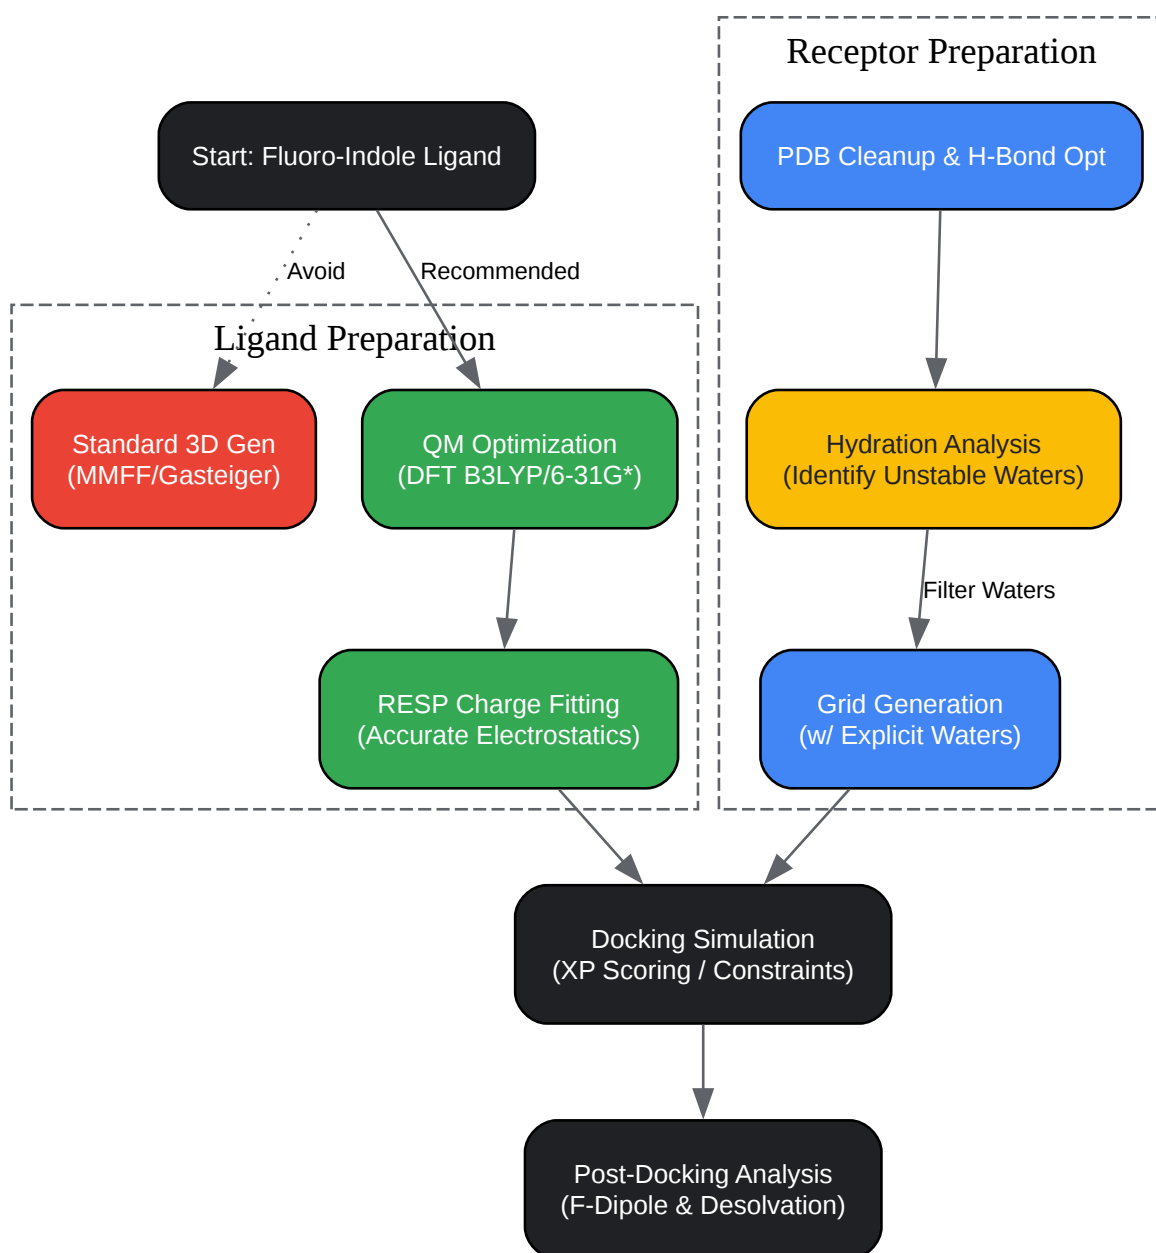 Receptor Preparation
Start: Fluoro-Indole Ligand
PDB Cleanup & H-Bond Opt
Avoid
Recommended
Ligand Preparation
Standard 3D Gen
(MMFF/Gasteiger)
QM Optimization
(DFT B3LYP/6-31G*)
Hydration Analysis
(Identify Unstable Waters)
Filter Waters
RESP Charge Fitting
(Accurate Electrostatics)
Grid Generation
(w/ Explicit Waters)
Docking Simulation
(XP Scoring / Constraints)
Post-Docking Analysis
(F-Dipole & Desolvation)